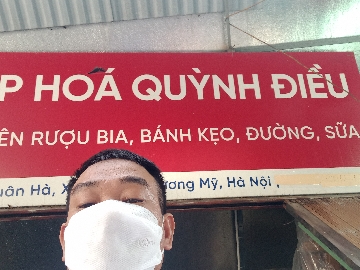 P HOÁ QUỲNH ĐIỀU
ÊN RƯỢU BIA, BÁNH KẸO, ĐƯỜNG, SỮA
uân Hà, X ương Mỹ, Hà Nội ,